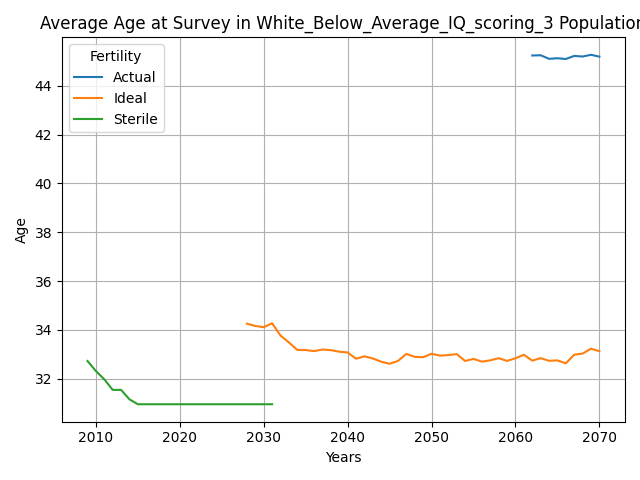 Average Age at Survey in White_Below_Average_IQ_scoring_3 Population
Fertility
Actual
Ideal
Sterile
44
42
40
38
36
34
32
Age
2010 2020 2030 2040 2050 2060 2070
Years